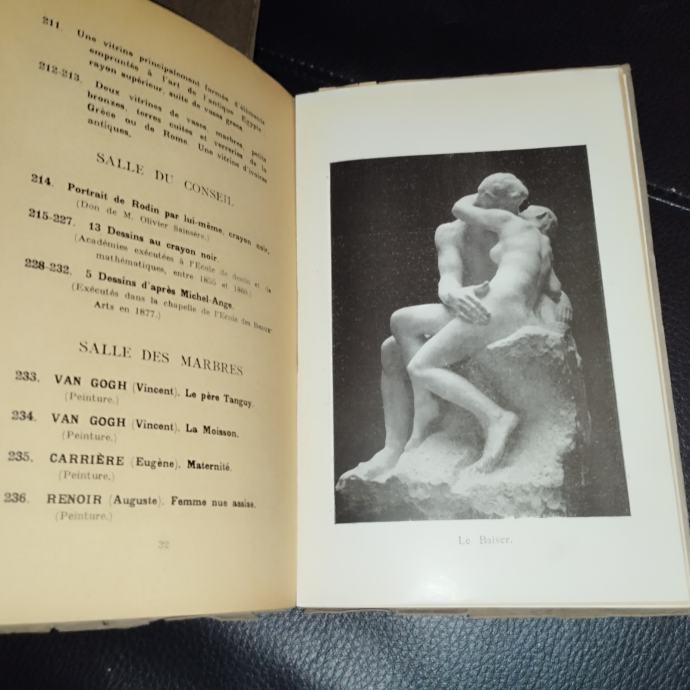 211. Une vitrine principalement formée d'éléments
empruntés à l'art de l'antique Egypte
rayon supérieur, suite de vases grecs
212-213. Deux vitrines de vases, marbres, petits
bronzes, terres cuites et verreries de la
Grèce ou de Rome. Une vitrine d'ivoires
antiques.
SALLE DU CONSEIL
214. Portrait de Rodin par lui-même, crayon noir.
(Don de M. Olivier Sainsère.)
215-227. 13 Dessins au crayon noir.
(Académies exécutées à l'Ecole de dessin et de
mathématiques, entre 1855 et 1860.)
228-232. 5 Dessins d'après Michel-Ange.
(Exécutés dans la chapelle de l'Ecole des Beaux-
Arts en 1877.)
SALLE DES MARBRES
233. VAN GOGH (Vincent). Le père Tanguy.
(Peinture.)
234. VAN GOGH (Vincent). La Moisson.
(Peinture.)
235. CARRIÈRE (Eugène). Maternité.
(Peinture.)
236. RENOIR (Auguste). Femme nue assise.
(Peinture.)
32
Le Baiser.